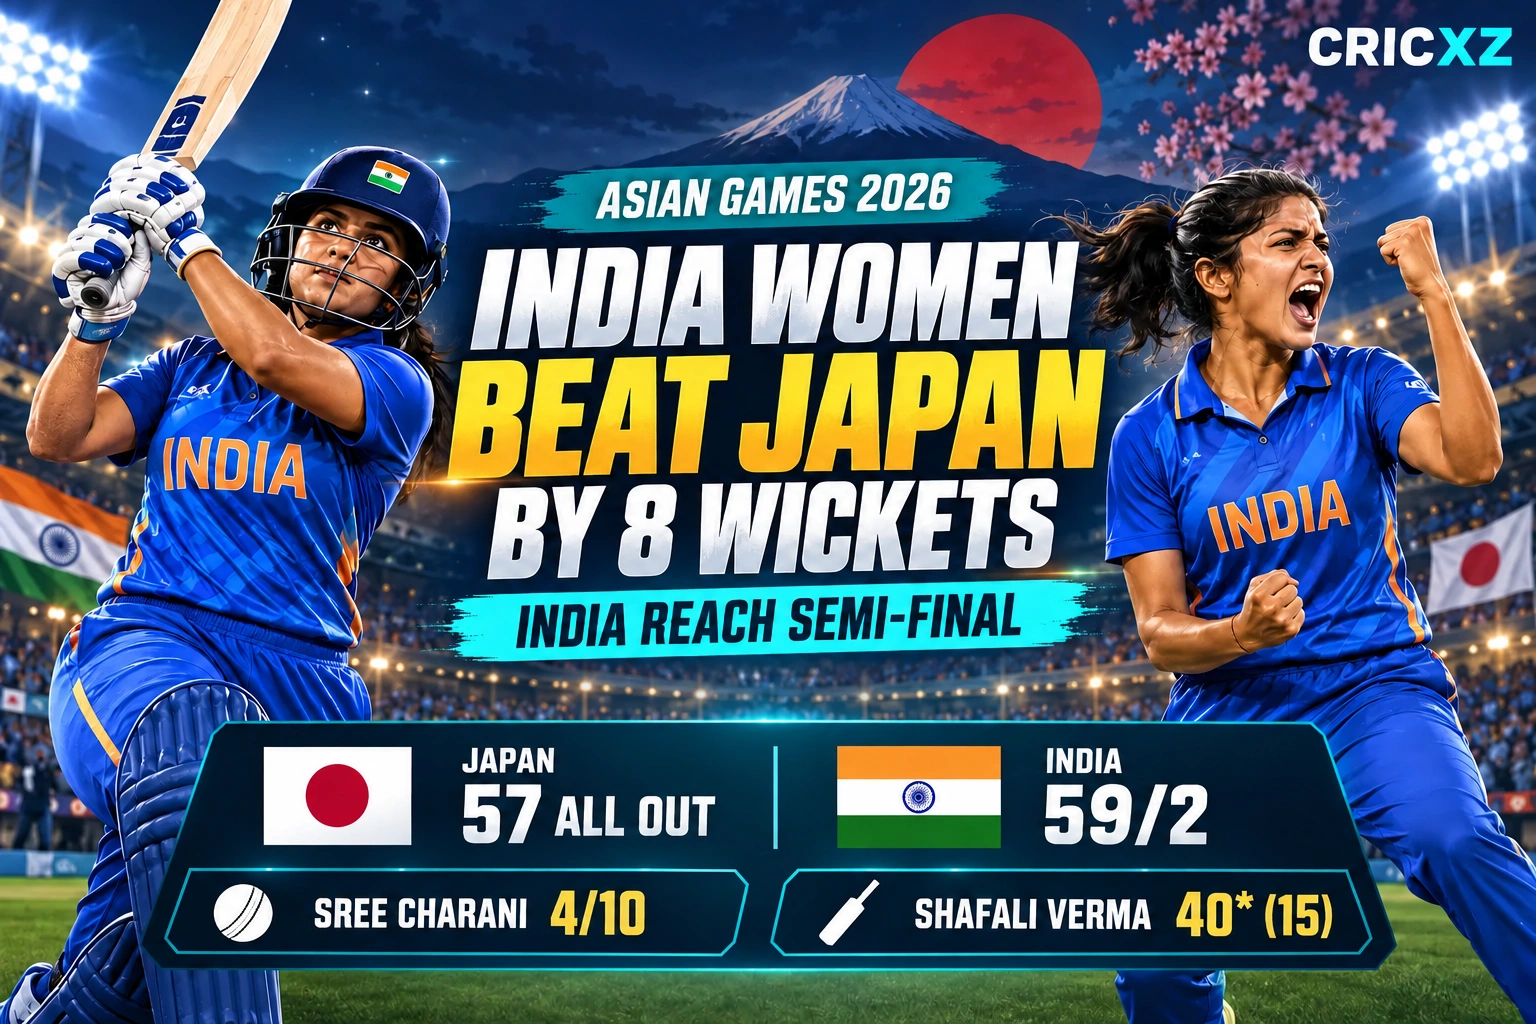 CRICXZ
ASIAN GAMES 2026
INDIA WOMEN
BEAT JAPAN
BY 8 WICKETS
INDIA REACH SEMI-FINAL
INDIA
INDIA
JAPAN
57 ALL OUT
INDIA
59/2
SREE CHARANI 4/10
SHAFALI VERMA 40* (15)